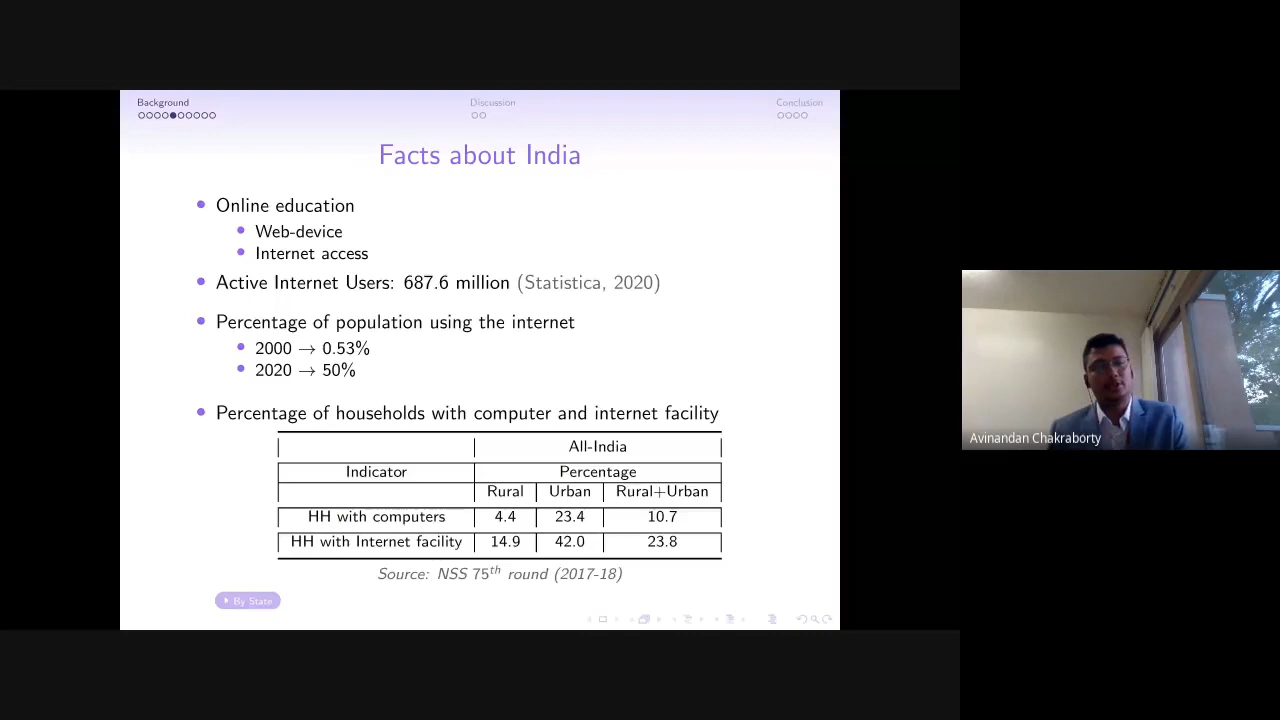 Background Discussion Conclusion
Facts about India
Online education
Web-device
Internet access
Active Internet Users: 687.6 million (Statistica, 2020)
Percentage of population using the internet
2000 → 0.53%
2020 → 50%
Percentage of households with computer and internet facility
All-India
Indicator Percentage
Rural Urban Rural+Urban
HH with computers 4.4 23.4 10.7
HH with Internet facility 14.9 42.0 23.8
Source: NSS 75th round (2017-18)
By State
Avinandan Chakraborty